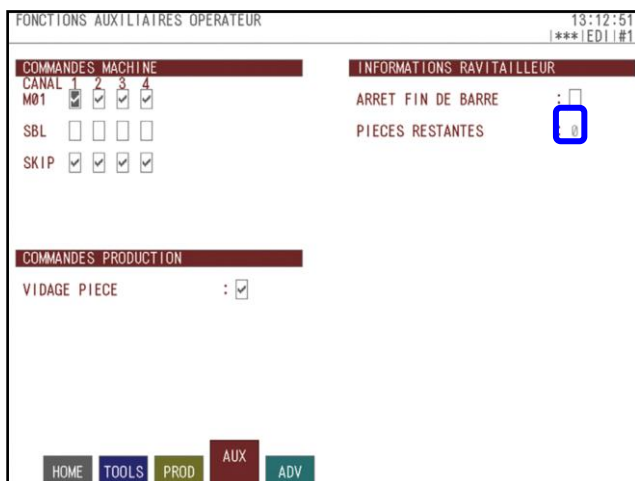 FONCTIONS AUXILIAIRES OPERATEUR
13:12:51
|***|EDI|#1
COMMANDES MACHINE
CANAL 1 2 3 4
M01
SBL
SKIP
INFORMATIONS RAVITAILLEUR
ARRET FIN DE BARRE :
PIECES RESTANTES : 0
COMMANDES PRODUCTION
VIDAGE PIECE :
HOME TOOLS PROD AUX ADV